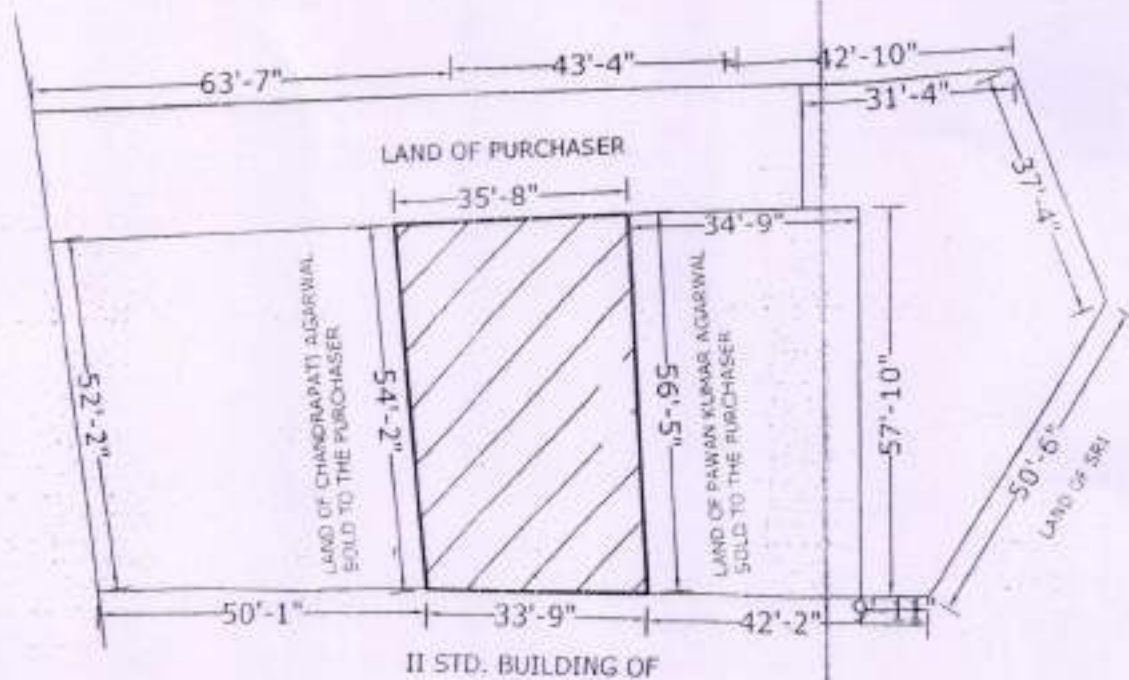 63'-7"
43'-4"
42'-10"
31'-4"
37'-4"
LAND OF PURCHASER
35'-8"
34'-9"
LAND OF CHANDRAPATI AGARWAL
SOLD TO THE PURCHASER
LAND OF PAWAN KUMAR AGARWAL
SOLD TO THE PURCHASER
52'-2"
54'-2"
56'-5"
57'-10"
50'-6"
LAND OF SRI
50'-1"
33'-9"
42'-2"
9'-11"
II STD. BUILDING OF